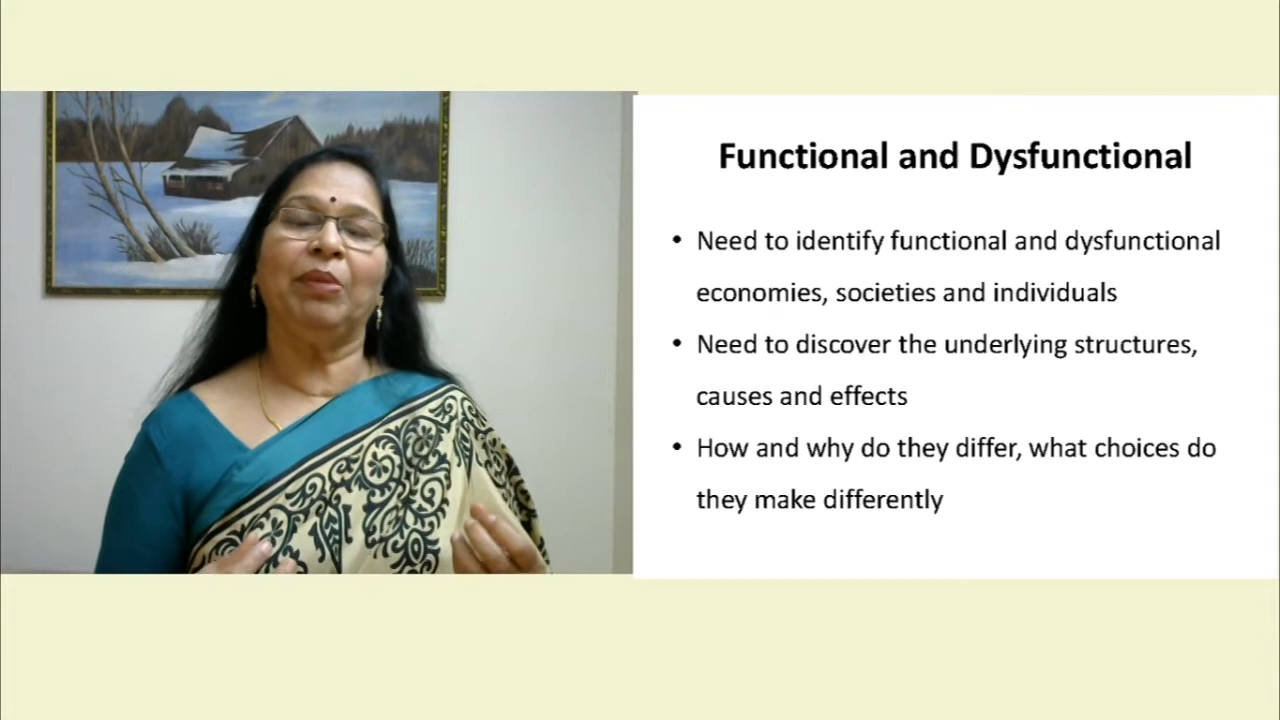 Functional and Dysfunctional
• Need to identify functional and dysfunctional
economies, societies and individuals
• Need to discover the underlying structures,
causes and effects
• How and why do they differ, what choices do
they make differently